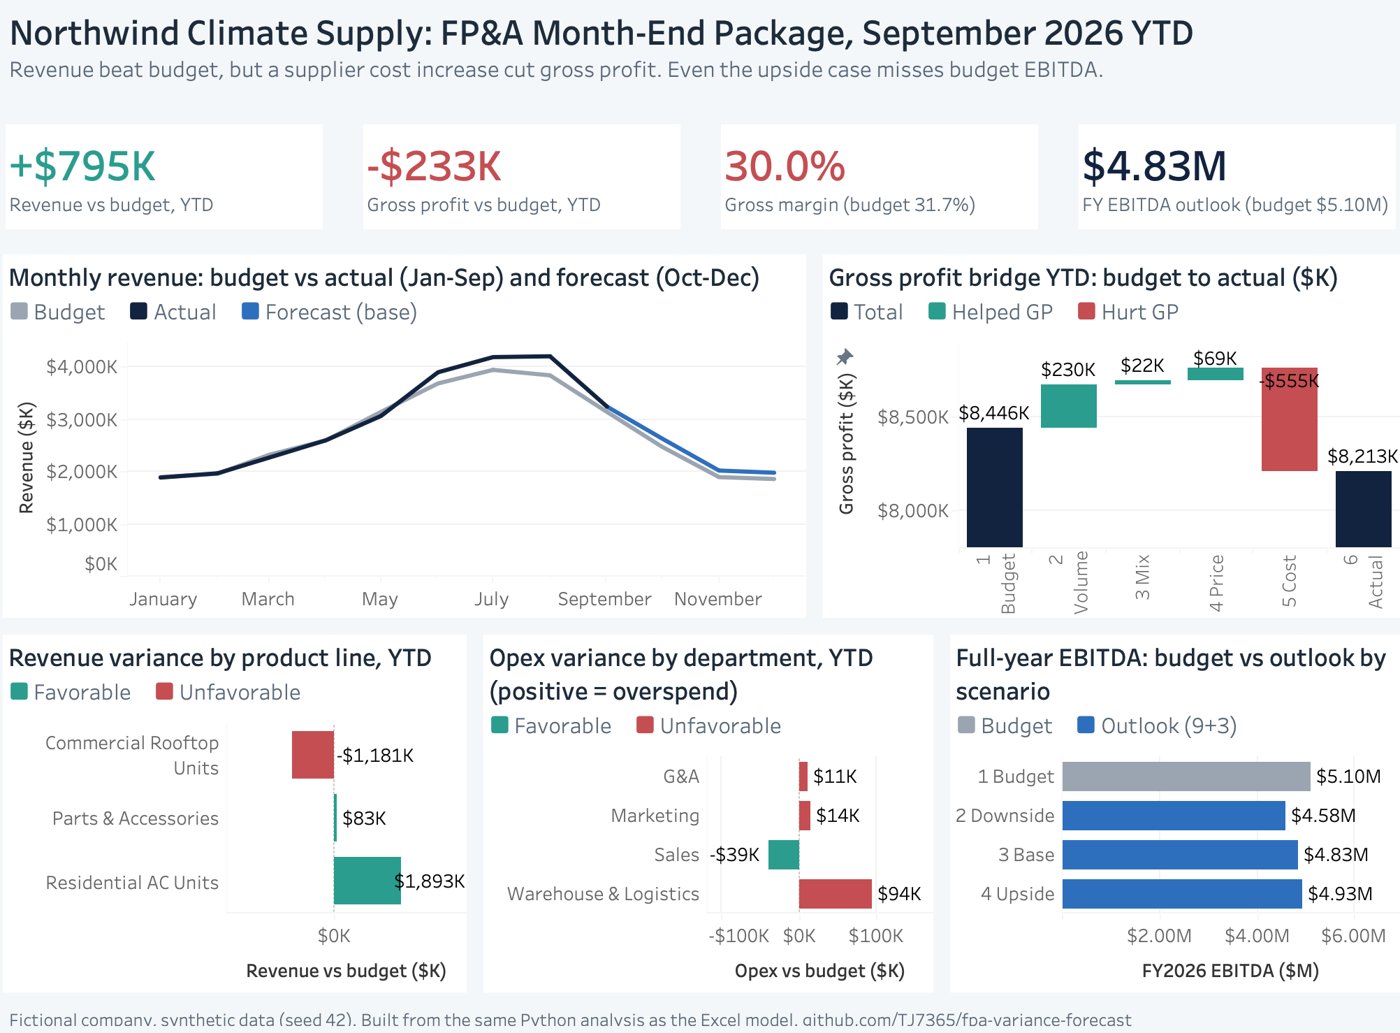 Northwind Climate Supply: FP&A Month-End Package, September 2026 YTD
Revenue beat budget, but a supplier cost increase cut gross profit. Even the upside case misses budget EBITDA.
+$795K
Revenue vs budget, YTD
-$233K
Gross profit vs budget, YTD
30.0%
Gross margin (budget 31.7%)
$4.83M
FY EBITDA outlook (budget $5.10M)
Monthly revenue: budget vs actual (Jan-Sep) and forecast (Oct-Dec)
Budget Actual Forecast (base)
Revenue ($K)
$4,000K
$3,000K
$2,000K
$1,000K
$0K
January March May July September November
Gross profit bridge YTD: budget to actual ($K)
Total Helped GP Hurt GP
Gross profit ($K)
$8,500K
$8,000K
$8,446K
$230K
$22K
$69K
-$555K
$8,213K
1 Budget
2 Volume
3 Mix
4 Price
5 Cost
6 Actual
Revenue variance by product line, YTD
Favorable Unfavorable
Commercial Rooftop
Units
-$1,181K
Parts & Accessories
$83K
Residential AC Units
$1,893K
$0K
Revenue vs budget ($K)
Opex variance by department, YTD
(positive = overspend)
Favorable Unfavorable
G&A
$11K
Marketing
$14K
Sales
-$39K
Warehouse & Logistics
$94K
-$100K $0K $100K
Opex vs budget ($K)
Full-year EBITDA: budget vs outlook by
scenario
Budget Outlook (9+3)
1 Budget
$5.10M
2 Downside
$4.58M
3 Base
$4.83M
4 Upside
$4.93M
$2.00M $4.00M $6.00M
FY2026 EBITDA ($M)
Fictional company, synthetic data (seed 42). Built from the same Python analysis as the Excel model. github.com/TJ7365/fpa-variance-forecast